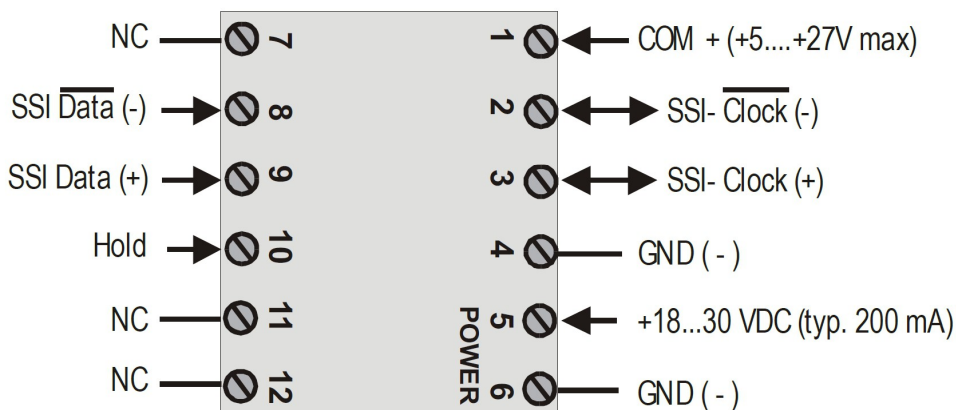 NC 7 1 COM + (+5....+27V max)
SSI Data (-) 8 2 SSI- Clock (-)
SSI Data (+) 9 3 SSI- Clock (+)
Hold 10 4 GND ( - )
NC 11 5 +18...30 VDC (typ. 200 mA)
NC 12 6 GND ( - )
POWER